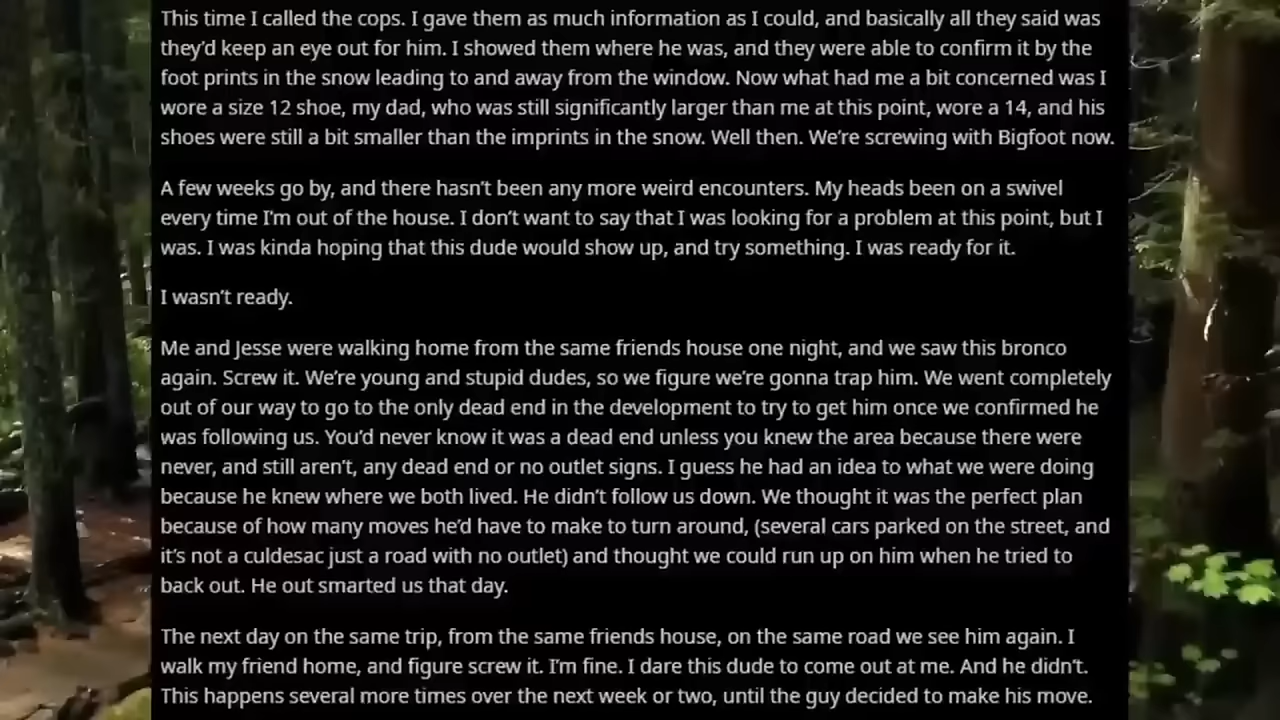 This time I called the cops. I gave them as much information as I could, and basically all they said was
they'd keep an eye out for him. I showed them where he was, and they were able to confirm it by the
foot prints in the snow leading to and away from the window. Now what had me a bit concerned was I
wore a size 12 shoe, my dad, who was still significantly larger than me at this point, wore a 14, and his
shoes were still a bit smaller than the imprints in the snow. Well then. We're screwing with Bigfoot now.
A few weeks go by, and there hasn't been any more weird encounters. My heads been on a swivel
every time I'm out of the house. I don't want to say that I was looking for a problem at this point, but I
was. I was kinda hoping that this dude would show up, and try something. I was ready for it.
I wasn't ready.
Me and Jesse were walking home from the same friends house one night, and we saw this bronco
again. Screw it. We're young and stupid dudes, so we figure we're gonna trap him. We went completely
out of our way to go to the only dead end in the development to try to get him once we confirmed he
was following us. You'd never know it was a dead end unless you knew the area because there were
never, and still aren't, any dead end or no outlet signs. I guess he had an idea to what we were doing
because he knew where we both lived. He didn't follow us down. We thought it was the perfect plan
because of how many moves he'd have to make to turn around, (several cars parked on the street, and
it's not a culdesac just a road with no outlet) and thought we could run up on him when he tried to
back out. He out smarted us that day.
The next day on the same trip, from the same friends house, on the same road we see him again. I
walk my friend home, and figure screw it. I'm fine. I dare this dude to come out at me. And he didn't.
This happens several more times over the next week or two, until the guy decided to make his move.